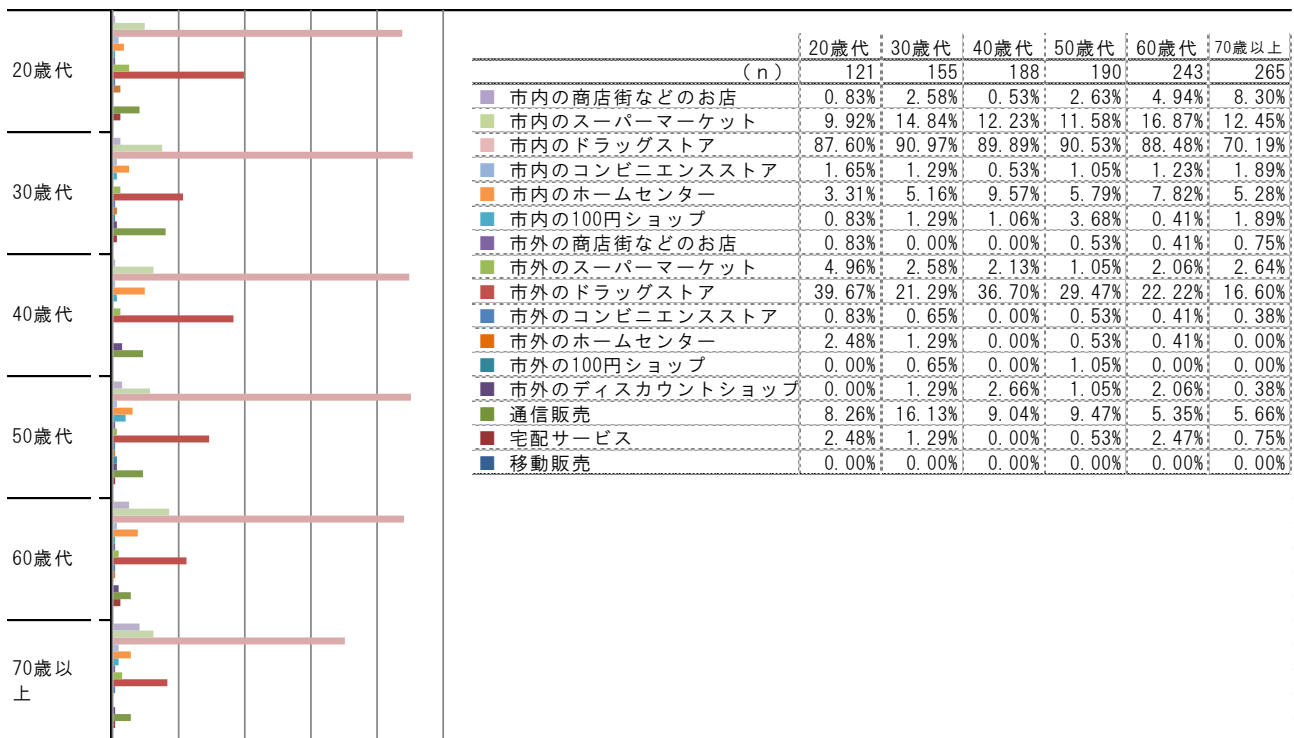 20歳代
30歳代
40歳代
50歳代
60歳代
70歳以
上
20歳代 30歳代 40歳代 50歳代 60歳代 70歳以上
(n) 121 155 188 190 243 265
市内の商店街などのお店 0.83% 2.58% 0.53% 2.63% 4.94% 8.30%
市内のスーパーマーケット 9.92% 14.84% 12.23% 11.58% 16.87% 12.45%
市内のドラッグストア 87.60% 90.97% 89.89% 90.53% 88.48% 70.19%
市内のコンビニエンスストア 1.65% 1.29% 0.53% 1.05% 1.23% 1.89%
市内のホームセンター 3.31% 5.16% 9.57% 5.79% 7.82% 5.28%
市内の100円ショップ 0.83% 1.29% 1.06% 3.68% 0.41% 1.89%
市外の商店街などのお店 0.83% 0.00% 0.00% 0.53% 0.41% 0.75%
市外のスーパーマーケット 4.96% 2.58% 2.13% 1.05% 2.06% 2.64%
市外のドラッグストア 39.67% 21.29% 36.70% 29.47% 22.22% 16.60%
市外のコンビニエンスストア 0.83% 0.65% 0.00% 0.53% 0.41% 0.38%
市外のホームセンター 2.48% 1.29% 0.00% 0.53% 0.41% 0.00%
市外の100円ショップ 0.00% 0.65% 0.00% 1.05% 0.00% 0.00%
市外のディスカウントショップ 0.00% 1.29% 2.66% 1.05% 2.06% 0.38%
通信販売 8.26% 16.13% 9.04% 9.47% 5.35% 5.66%
宅配サービス 2.48% 1.29% 0.00% 0.53% 2.47% 0.75%
移動販売 0.00% 0.00% 0.00% 0.00% 0.00% 0.00%